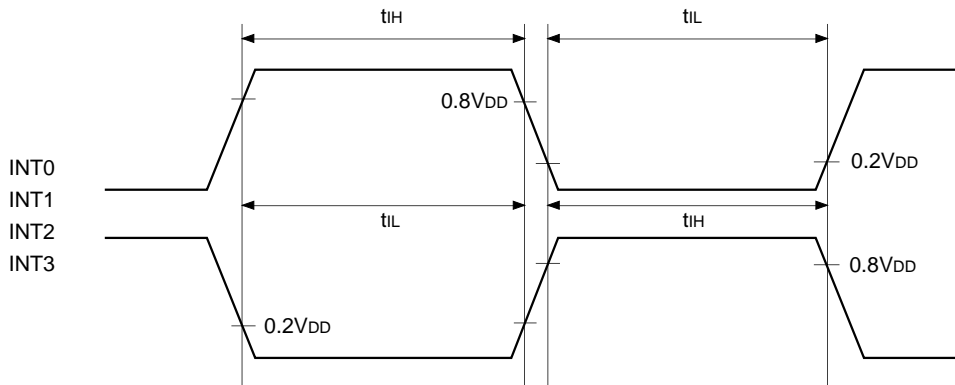 tIH tIL
0.8VDD
INT0 0.2VDD
INT1
tIL tIH
INT2
INT3 0.8VDD
0.2VDD